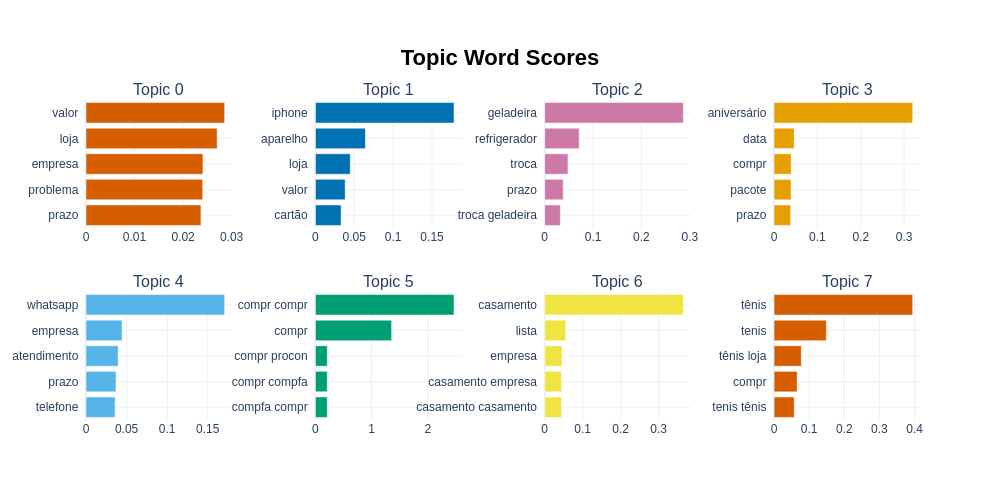 Topic Word Scores
Topic 0
valor
loja
empresa
problema
prazo
0 0.01 0.02 0.03
Topic 1
iphone
aparelho
loja
valor
cartão
0 0.05 0.1 0.15
Topic 2
geladeira
refrigerador
troca
prazo
troca geladeira
0 0.1 0.2 0.3
Topic 3
aniversário
data
compr
pacote
prazo
0 0.1 0.2 0.3
Topic 4
whatsapp
empresa
atendimento
prazo
telefone
0 0.05 0.1 0.15
Topic 5
compr compr
compr
compr procon
compr compfa
compfa compr
0 1 2
Topic 6
casamento
lista
empresa
casamento empresa
casamento casamento
0 0.1 0.2 0.3
Topic 7
tênis
tenis
tênis loja
compr
tenis tênis
0 0.1 0.2 0.3 0.4